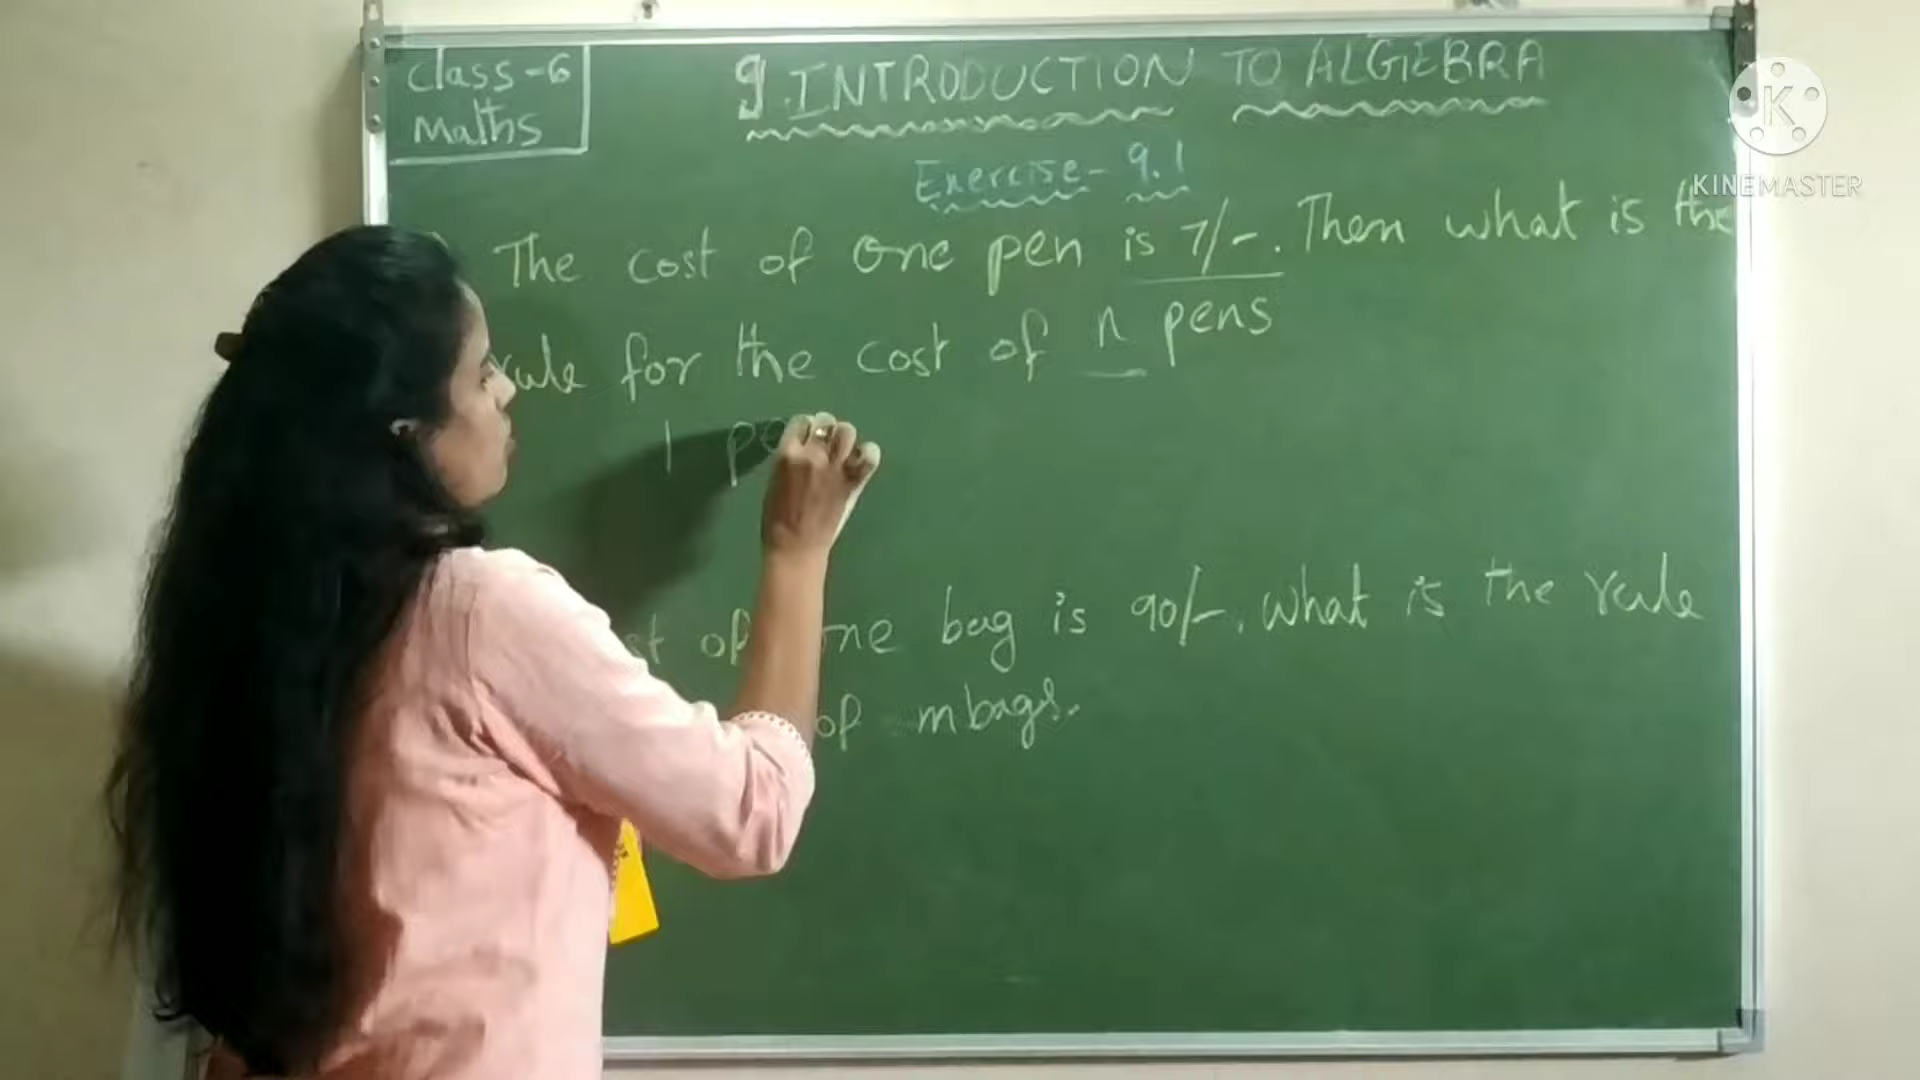 Class-6
Maths
9. INTRODUCTION TO ALGEBRA
Exercise - 9.1
The cost of one pen is 7/-. Then what is the
rule for the cost of n pens
1 pe
of one bag is 90/-. What is the rule
of m bags.
K
KINEMASTER